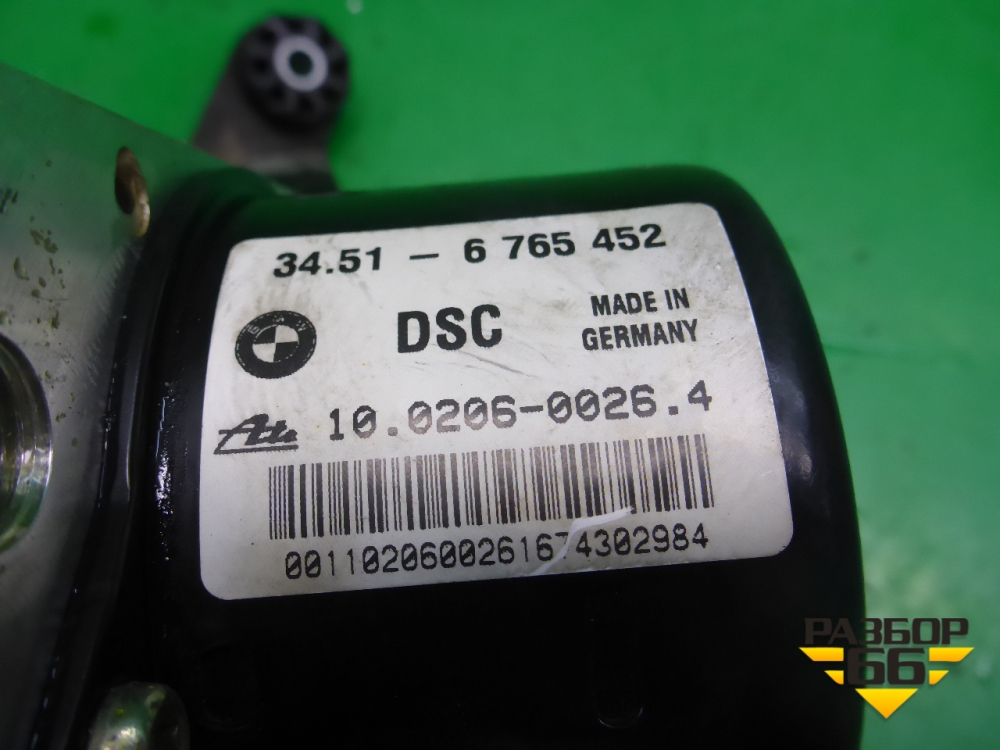 34.51 – 6 765 452
DSC
MADE IN
GERMANY
Ate 10.0206-0026.4
0011020600261674302984
РАЗБОР
66